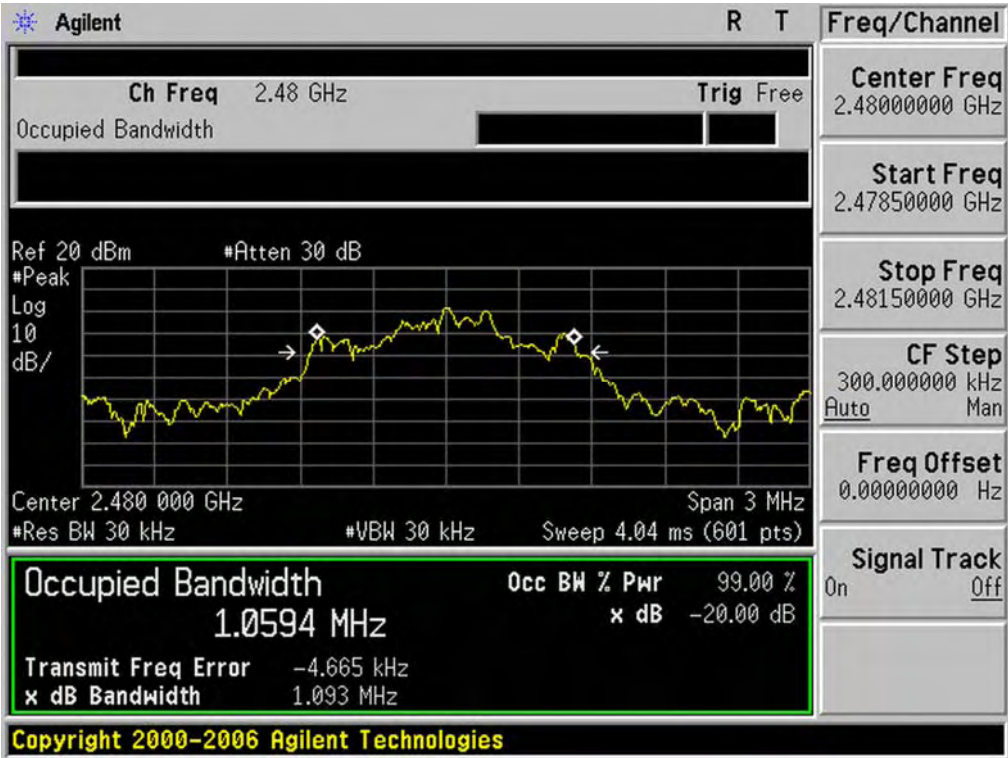 Agilent R T Freq/Channel
Ch Freq 2.48 GHz Trig Free
Occupied Bandwidth
Center Freq
2.48000000 GHz
Start Freq
2.47850000 GHz
Stop Freq
2.48150000 GHz
CF Step
300.000000 kHz
Auto Man
Freq Offset
0.00000000 Hz
Signal Track
On Off
Ref 20 dBm #Atten 30 dB
#Peak
Log
10
dB/
Center 2.480 000 GHz Span 3 MHz
#Res BW 30 kHz #VBW 30 kHz Sweep 4.04 ms (601 pts)
Occupied Bandwidth Occ BW % Pwr 99.00 %
1.0594 MHz x dB -20.00 dB
Transmit Freq Error -4.665 kHz
x dB Bandwidth 1.093 MHz
Copyright 2000-2006 Agilent Technologies